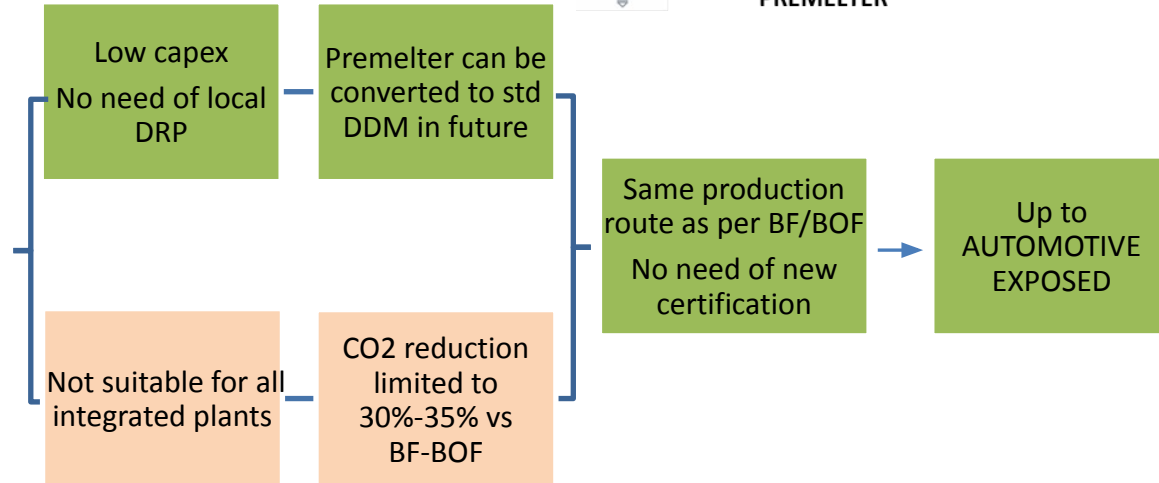 PREMELTER
Low capex
No need of local
DRP
Premelter can be
converted to std
DDM in future
Same production
route as per BF/BOF
No need of new
certification
Up to
AUTOMOTIVE
EXPOSED
Not suitable for all
integrated plants
CO2 reduction
limited to
30%-35% vs
BF-BOF